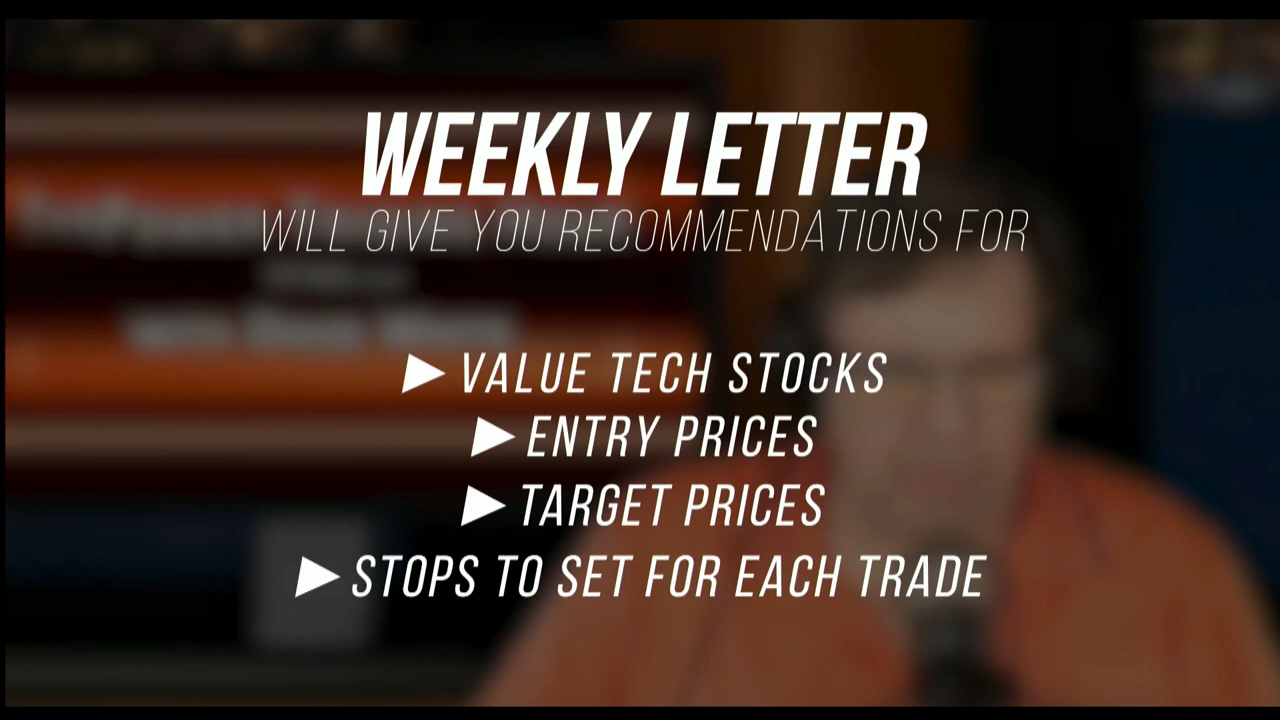 WEEKLY LETTER
WILL GIVE YOU RECOMMENDATIONS FOR
▶ VALUE TECH STOCKS
▶ ENTRY PRICES
▶ TARGET PRICES
▶ STOPS TO SET FOR EACH TRADE